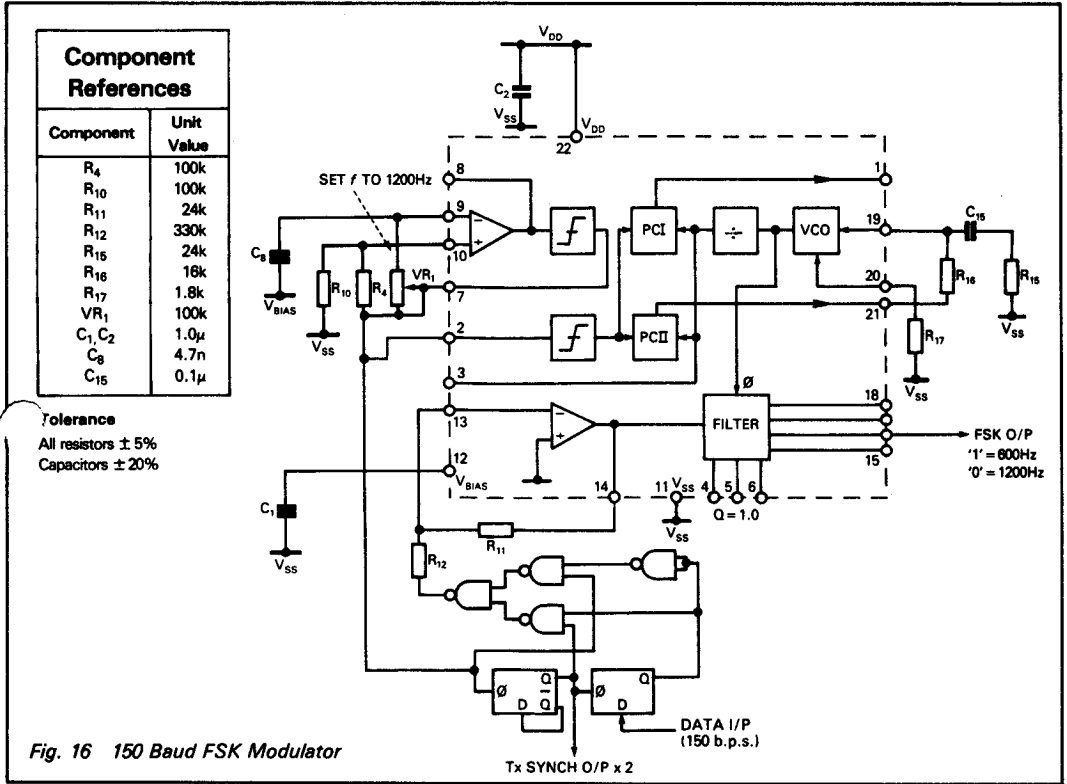 Component
References
Component Unit Value
R4 100k
R10 100k
R11 24k
R12 330k
R15 24k
R16 16k
R17 1.8k
VR1 100k
C1, C2 1.0µ
C8 4.7n
C15 0.1µ
Tolerance
All resistors ± 5%
Capacitors ± 20%
VDD
C2
VSS
VDD
22
8
1
SET f TO 1200Hz
9
−
+
10
PCI
÷
VCO
19
C15
C8
VBIAS
R10
R4
VR1
7
20
R16
R15
21
VSS
2
PCII
R17
VSS
VSS
3
Ø
13
−
+
FILTER
18
FSK O/P
'1' = 600Hz
'0' = 1200Hz
15
12
VBIAS
14
11
VSS
4
5
6
Q = 1.0
C1
VSS
VSS
R11
R12
Ø
Q
D
Q̅
Ø
Q
D
DATA I/P
(150 b.p.s.)
Tx SYNCH O/P x 2
Fig. 16 150 Baud FSK Modulator